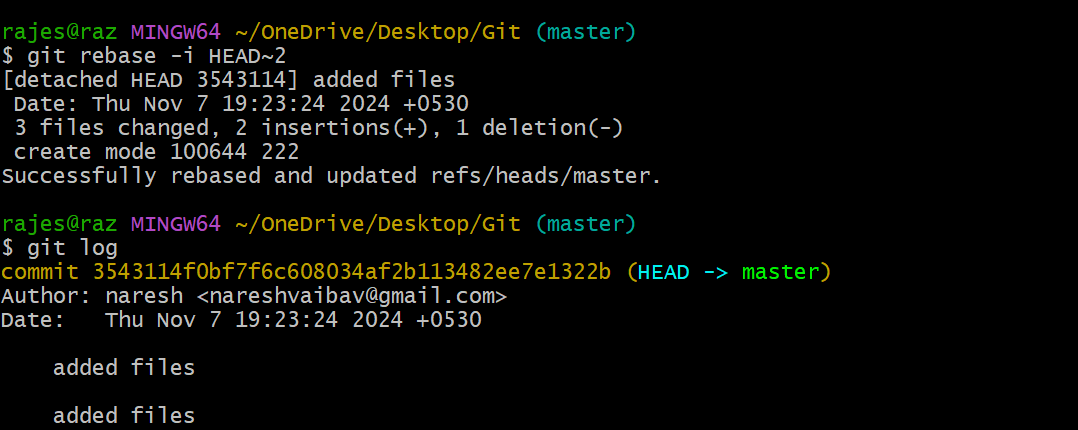 rajes@raz MINGW64 ~/OneDrive/Desktop/Git (master)
$ git rebase -i HEAD~2
[detached HEAD 3543114] added files
 Date: Thu Nov 7 19:23:24 2024 +0530
 3 files changed, 2 insertions(+), 1 deletion(-)
 create mode 100644 222
Successfully rebased and updated refs/heads/master.
rajes@raz MINGW64 ~/OneDrive/Desktop/Git (master)
$ git log
commit 3543114f0bf7f6c608034af2b113482ee7e1322b (HEAD -> master)
Author: naresh <nareshvaibav@gmail.com>
Date:   Thu Nov 7 19:23:24 2024 +0530
    added files
    added files